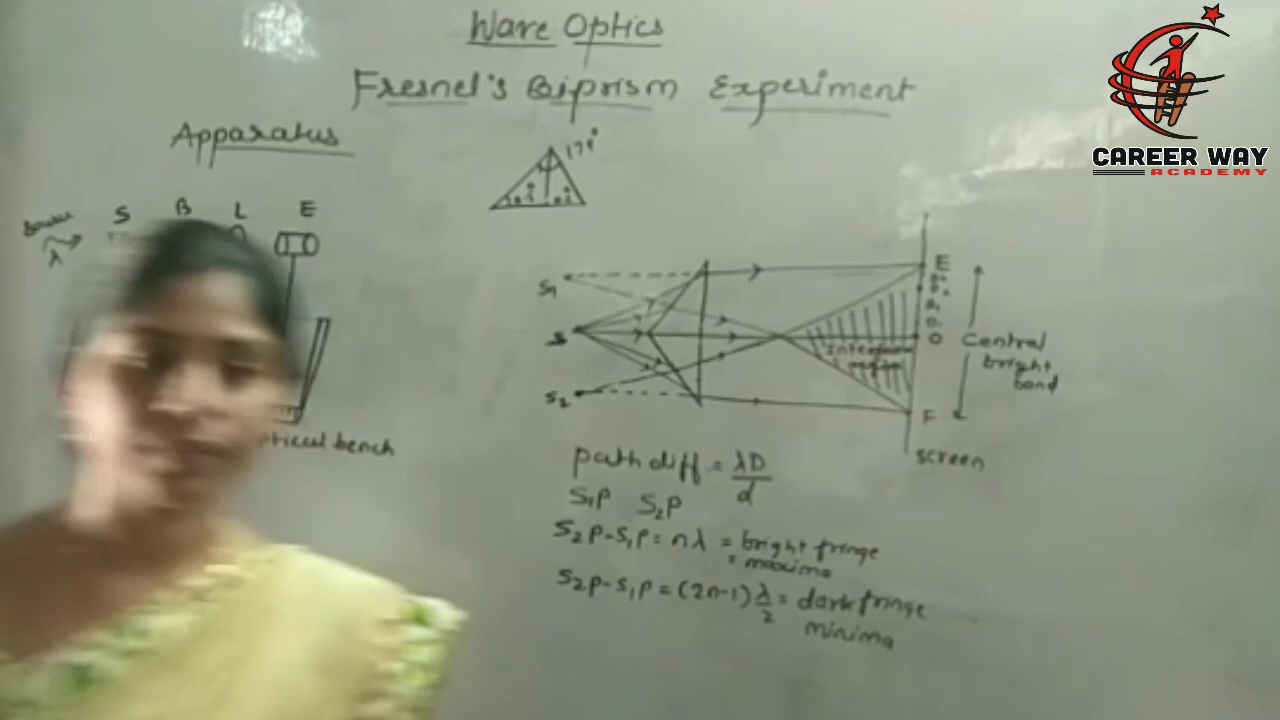 Wave Optics
Fresnel's Biprism Experiment
CAREER WAY
ACADEMY
Apparatus
179°
S B L E
λ
S1
S
S2
E
O
F
Central
bright
band
region
screen
optical bench
path diff = λD/d
S1P S2P
S2P-S1P = nλ = bright fringe
= maxima
S2P-S1P = (2n-1) λ/2 = dark fringe
minima